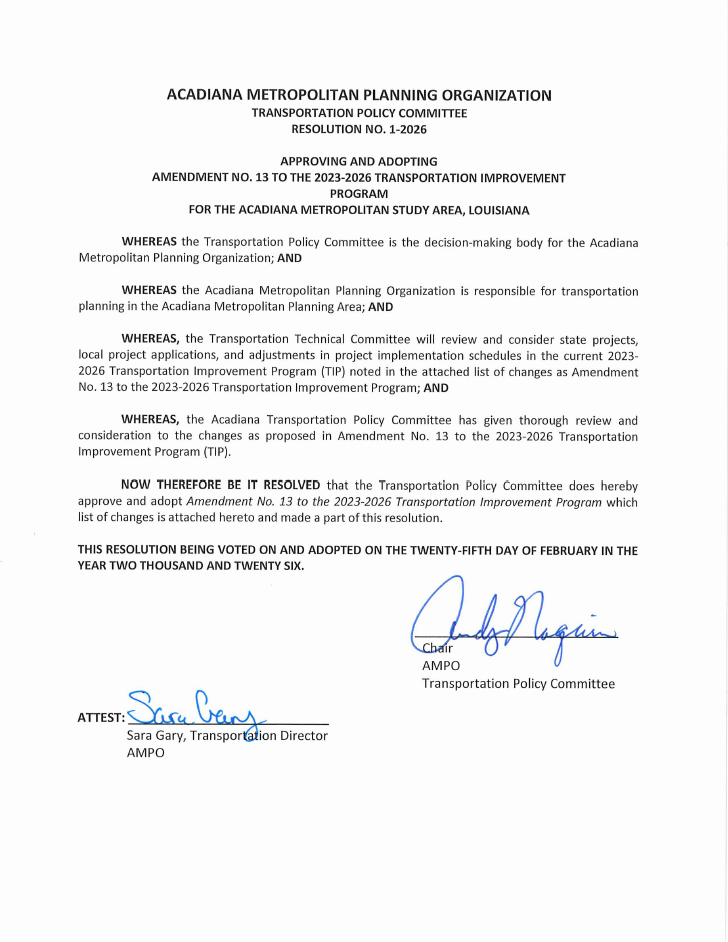 ACADIANA METROPOLITAN PLANNING ORGANIZATION
TRANSPORTATION POLICY COMMITTEE
RESOLUTION NO. 1-2026
APPROVING AND ADOPTING
AMENDMENT NO. 13 TO THE 2023-2026 TRANSPORTATION IMPROVEMENT
PROGRAM
FOR THE ACADIANA METROPOLITAN STUDY AREA, LOUISIANA
WHEREAS the Transportation Policy Committee is the decision-making body for the Acadiana
Metropolitan Planning Organization; AND
WHEREAS the Acadiana Metropolitan Planning Organization is responsible for transportation
planning in the Acadiana Metropolitan Planning Area; AND
WHEREAS, the Transportation Technical Committee will review and consider state projects,
local project applications, and adjustments in project implementation schedules in the current 2023-
2026 Transportation Improvement Program (TIP) noted in the attached list of changes as Amendment
No. 13 to the 2023-2026 Transportation Improvement Program; AND
WHEREAS, the Acadiana Transportation Policy Committee has given thorough review and
consideration to the changes as proposed in Amendment No. 13 to the 2023-2026 Transportation
Improvement Program (TIP).
NOW THEREFORE BE IT RESOLVED that the Transportation Policy Committee does hereby
approve and adopt Amendment No. 13 to the 2023-2026 Transportation Improvement Program which
list of changes is attached hereto and made a part of this resolution.
THIS RESOLUTION BEING VOTED ON AND ADOPTED ON THE TWENTY-FIFTH DAY OF FEBRUARY IN THE
YEAR TWO THOUSAND AND TWENTY SIX.
Chair
AMPO
Transportation Policy Committee
ATTEST: Sara Gary
Sara Gary, Transportation Director
AMPO